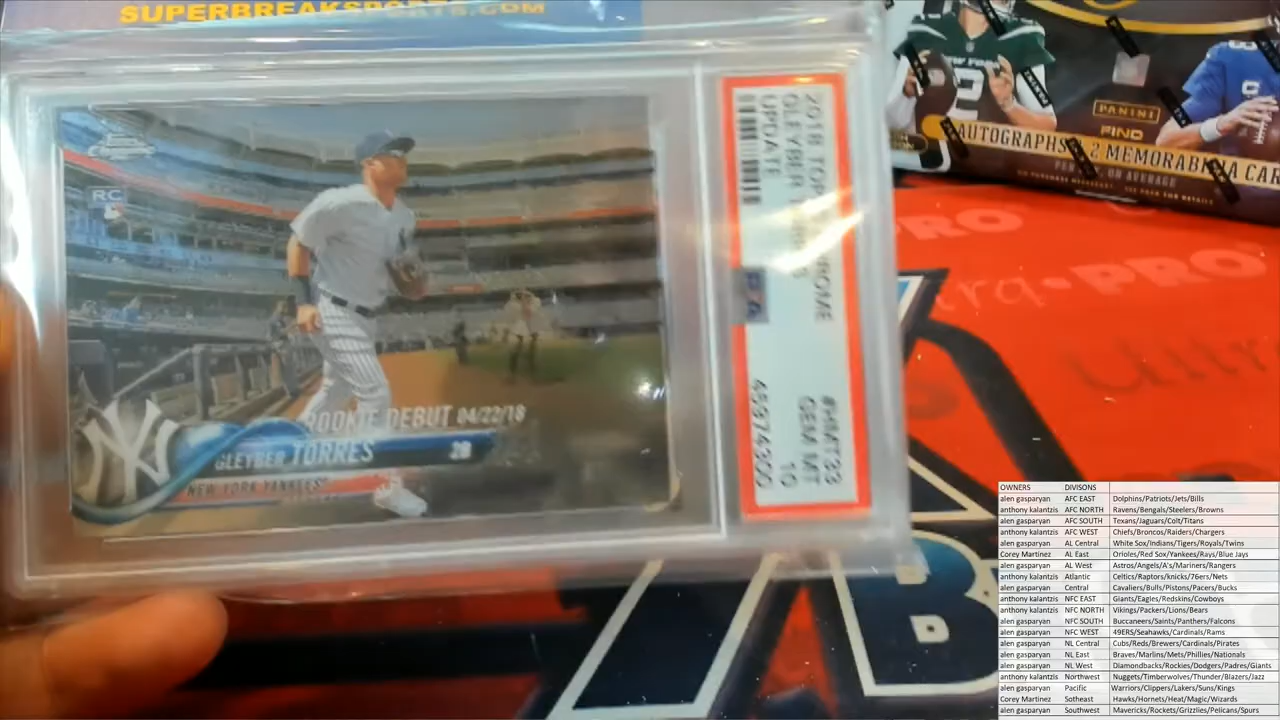 SUPERBREAKSPORTS.COM
RC
ROOKIE DEBUT 04/22/18
GLEYBER TORRES 2B
NEW YORK YANKEES
NY
2018 TOPPS CHROME
GLEYBER TORRES
UPDATE
#HMT33
GEM MT
10
45974300
PANINI
FIND
AUTOGRAPHS 2 MEMORABILIA CAR
ON AVERAGE
PRO
Ultra PRO
OWNERS DIVISONS
alen gasparyan AFC EAST Dolphins/Patriots/Jets/Bills
anthony kalantzis AFC NORTH Ravens/Bengals/Steelers/Browns
alen gasparyan AFC SOUTH Texans/Jaguars/Colt/Titans
anthony kalantzis AFC WEST Chiefs/Broncos/Raiders/Chargers
alen gasparyan AL Central White Sox/Indians/Tigers/Royals/Twins
Corey Martinez AL East Orioles/Red Sox/Yankees/Rays/Blue Jays
alen gasparyan AL West Astros/Angels/A's/Mariners/Rangers
anthony kalantzis Atlantic Celtics/Raptors/knicks/76ers/Nets
alen gasparyan Central Cavaliers/Bulls/Pistons/Pacers/Bucks
anthony kalantzis NFC EAST Giants/Eagles/Redskins/Cowboys
anthony kalantzis NFC NORTH Vikings/Packers/Lions/Bears
alen gasparyan NFC SOUTH Buccaneers/Saints/Panthers/Falcons
alen gasparyan NFC WEST 49ERS/Seahawks/Cardinals/Rams
alen gasparyan NL Central Cubs/Reds/Brewers/Cardinals/Pirates
alen gasparyan NL East Braves/Marlins/Mets/Phillies/Nationals
alen gasparyan NL West Diamondbacks/Rockies/Dodgers/Padres/Giants
anthony kalantzis Northwest Nuggets/Timberwolves/Thunder/Blazers/Jazz
alen gasparyan Pacific Warriors/Clippers/Lakers/Suns/Kings
Corey Martinez Sotheast Hawks/Hornets/Heat/Magic/Wizards
alen gasparyan Southwest Mavericks/Rockets/Grizzlies/Pelicans/Spurs